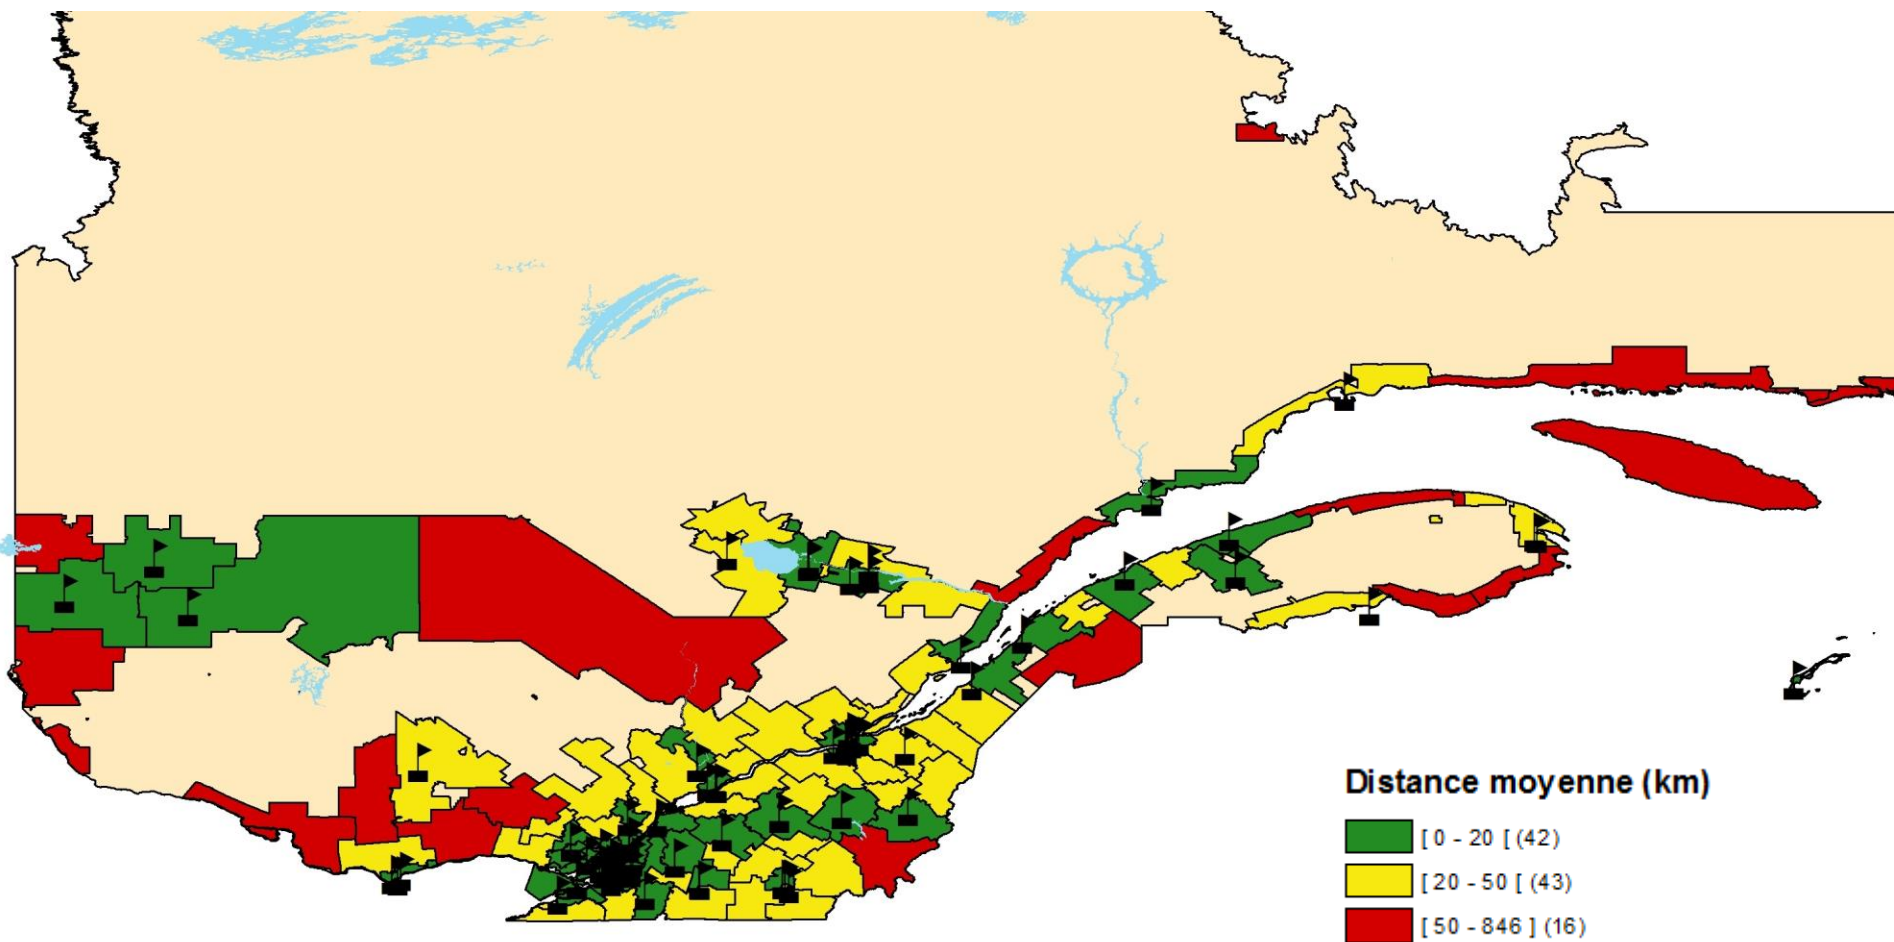 Distance moyenne (km)
[ 0 - 20 [ (42)
[ 20 - 50 [ (43)
[ 50 - 846 ] (16)